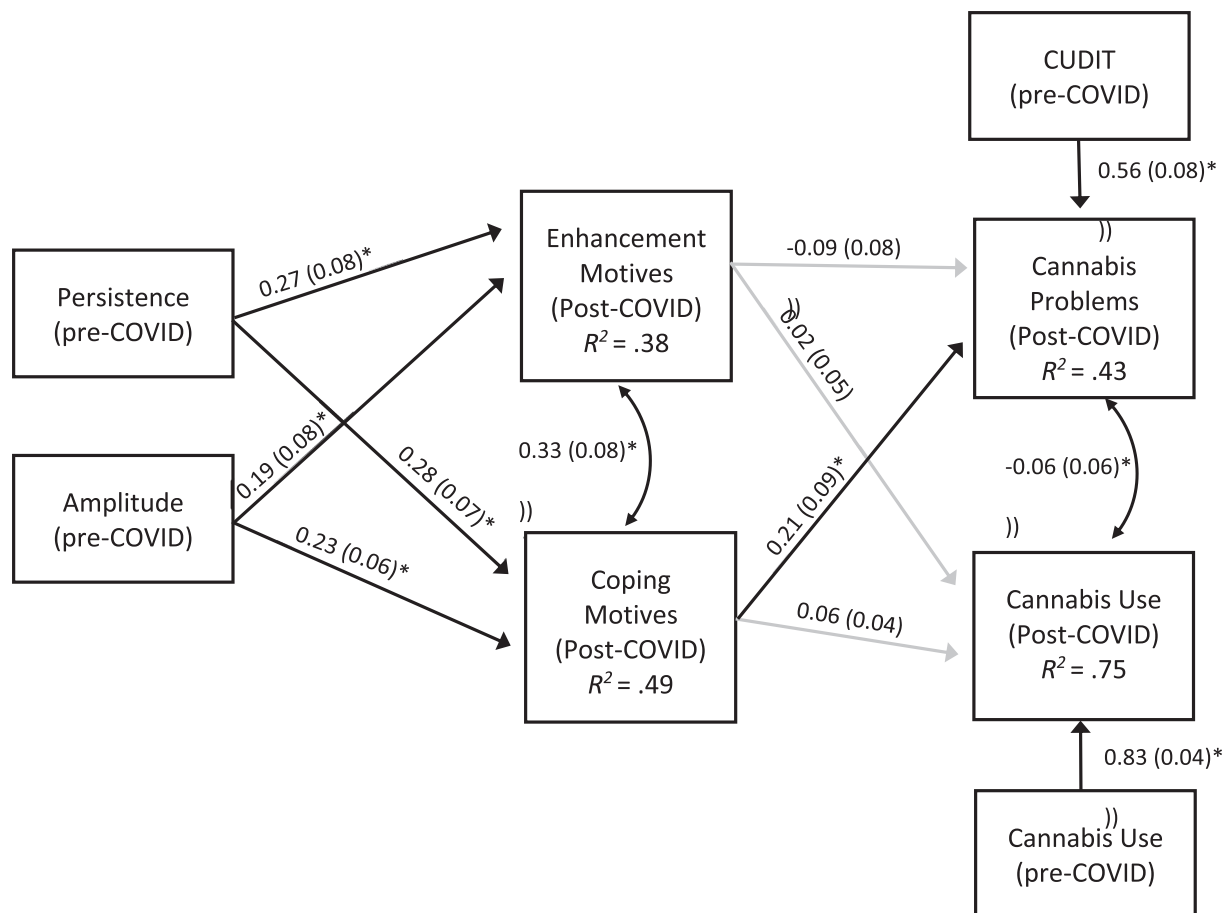 CUDIT
(pre-COVID)
0.56 (0.08)*
Persistence
(pre-COVID)
0.27 (0.08)*
Enhancement
Motives
(Post-COVID)
R² = .38
-0.09 (0.08)
))
Cannabis
Problems
(Post-COVID)
R² = .43
))
0.02 (0.05)
Amplitude
(pre-COVID)
0.19 (0.08)*
0.28 (0.07)*
0.23 (0.06)*
0.33 (0.08)*
))
Coping
Motives
(Post-COVID)
R² = .49
0.21 (0.09)*
0.06 (0.04)
-0.06 (0.06)*
))
Cannabis Use
(Post-COVID)
R² = .75
0.83 (0.04)*
))
Cannabis Use
(pre-COVID)